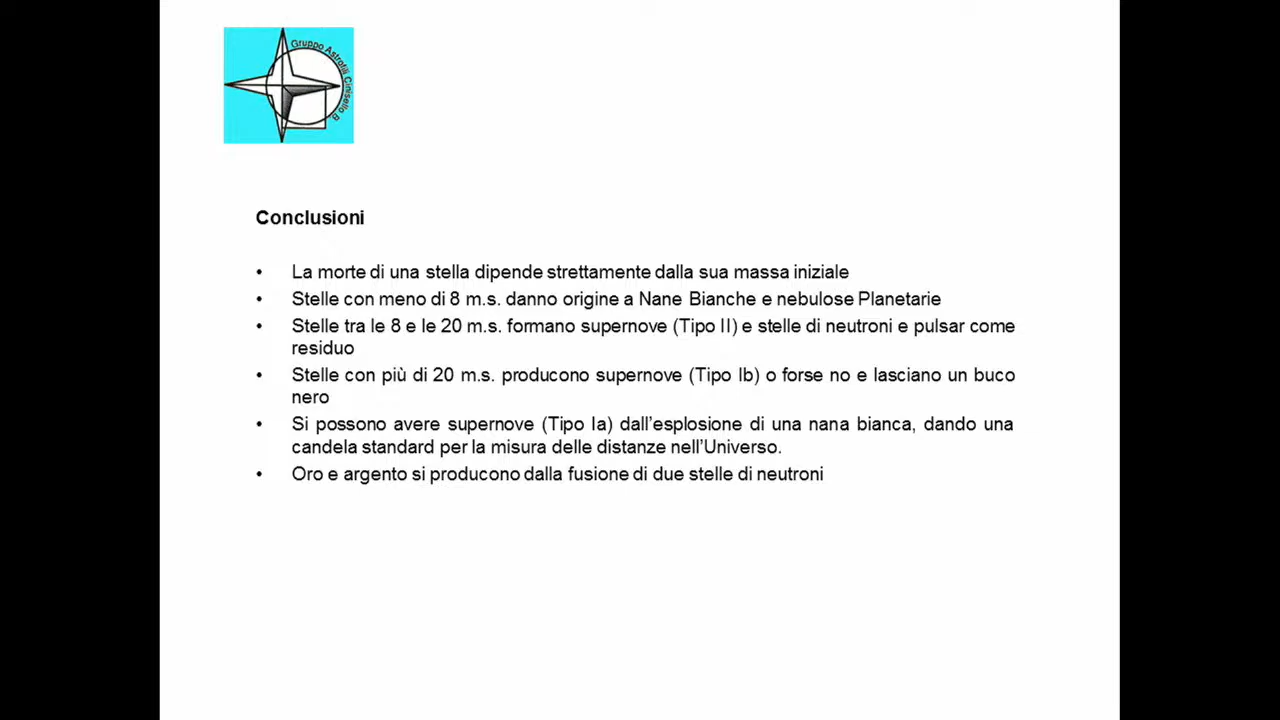 Gruppo Astrofili Cinisello B
Conclusioni
• La morte di una stella dipende strettamente dalla sua massa iniziale
• Stelle con meno di 8 m.s. danno origine a Nane Bianche e nebulose Planetarie
• Stelle tra le 8 e le 20 m.s. formano supernove (Tipo II) e stelle di neutroni e pulsar come
residuo
• Stelle con più di 20 m.s. producono supernove (Tipo Ib) o forse no e lasciano un buco
nero
• Si possono avere supernove (Tipo Ia) dall’esplosione di una nana bianca, dando una
candela standard per la misura delle distanze nell’Universo.
• Oro e argento si producono dalla fusione di due stelle di neutroni